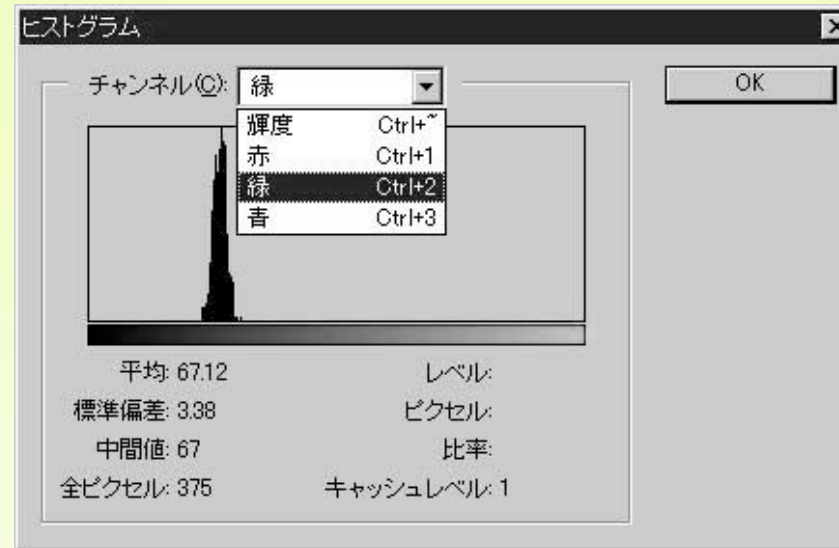 ヒストグラム
チャンネル(C): 緑
OK
輝度 Ctrl+~
赤 Ctrl+1
緑 Ctrl+2
青 Ctrl+3
平均: 67.12 レベル:
標準偏差: 3.38 ピクセル:
中間値: 67 比率:
全ピクセル: 375 キャッシュレベル: 1